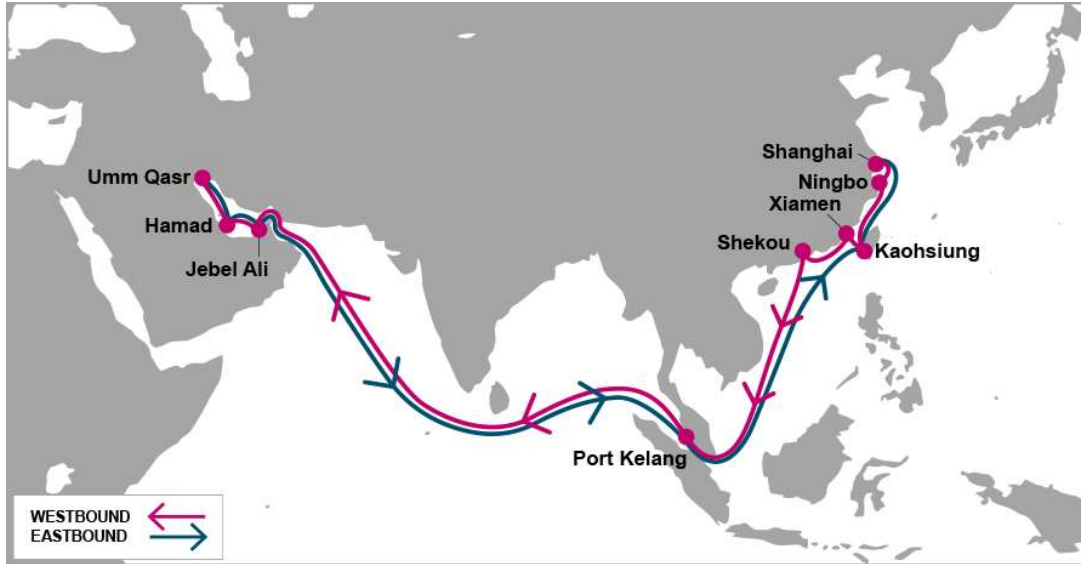 Shanghai
Umm Qasr
Ningbo
Xiamen
Hamad
Shekou
Kaohsiung
Jebel Ali
Port Kelang
WESTBOUND
EASTBOUND